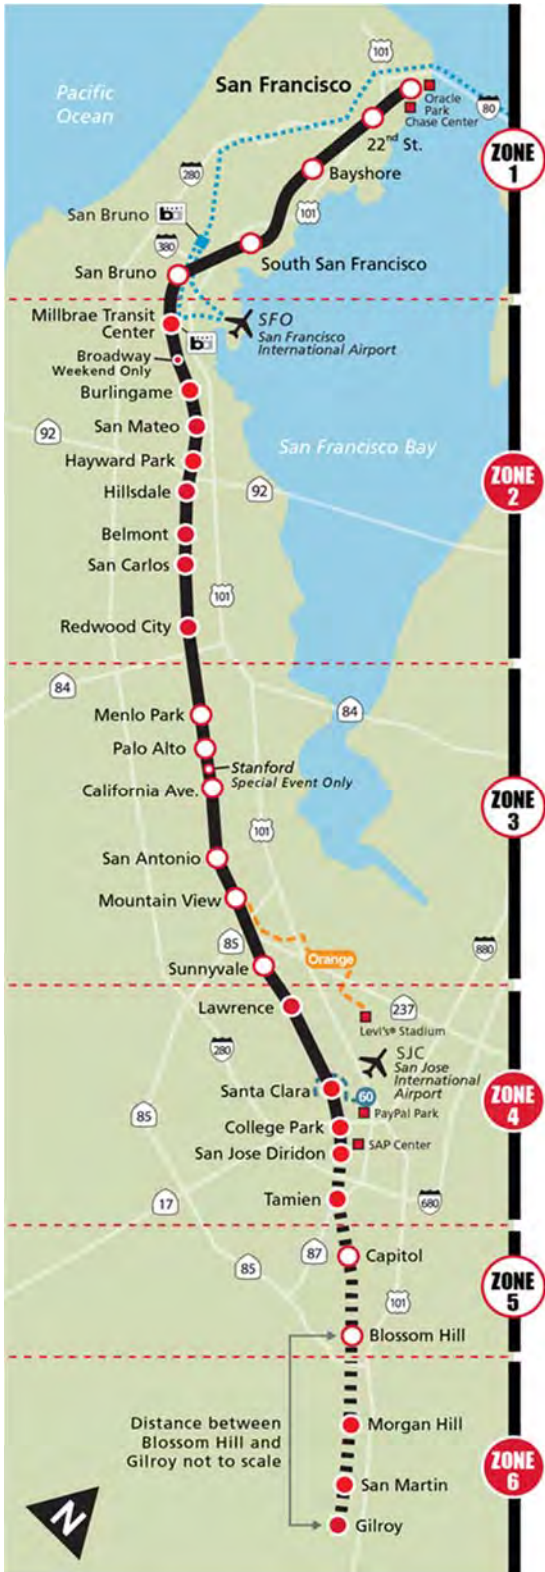 101
San Francisco
Pacific
Ocean
Oracle
Park
Chase Center
80
22nd St.
ZONE
1
Bayshore
280
101
San Bruno
ba
380
South San Francisco
San Bruno
Millbrae Transit
Center
ba
SFO
San Francisco
International Airport
Broadway
Weekend Only
Burlingame
San Mateo
92
San Francisco Bay
Hayward Park
ZONE
2
Hillsdale
92
Belmont
San Carlos
101
Redwood City
84
Menlo Park
84
Palo Alto
Stanford
Special Event Only
California Ave.
ZONE
3
101
San Antonio
Mountain View
85
880
Orange
Sunnyvale
Lawrence
237
Levi's® Stadium
280
SJC
San Jose
International
Airport
Santa Clara
60
ZONE
4
PayPal Park
85
College Park
SAP Center
San Jose Diridon
Tamien
17
680
87
Capitol
85
ZONE
5
101
Blossom Hill
Distance between
Blossom Hill and
Gilroy not to scale
Morgan Hill
ZONE
6
San Martin
N
Gilroy